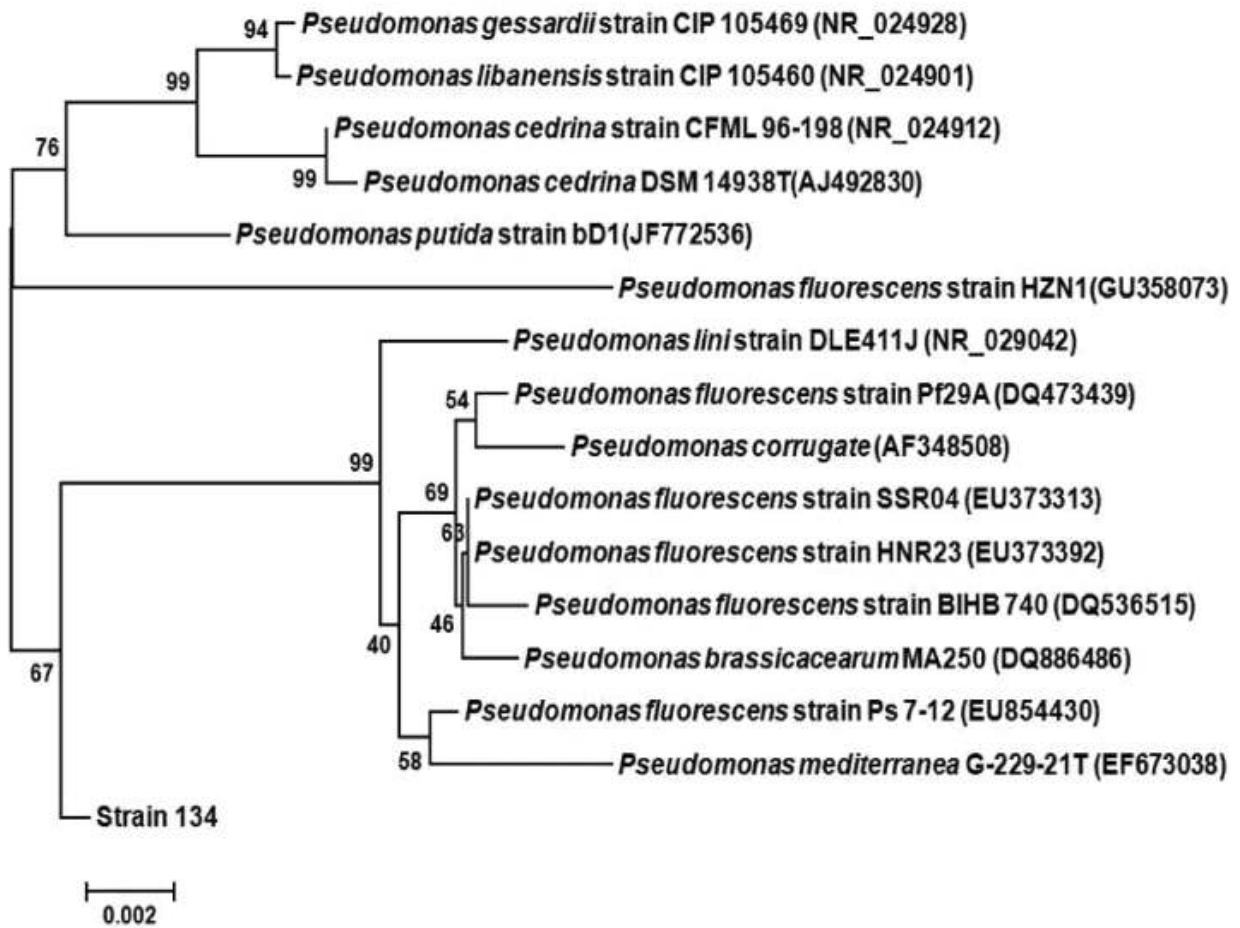 94
Pseudomonas gessardii strain CIP 105469 (NR_024928)
99
Pseudomonas libanensis strain CIP 105460 (NR_024901)
Pseudomonas cedrina strain CFML 96-198 (NR_024912)
76
99
Pseudomonas cedrina DSM 14938T(AJ492830)
Pseudomonas putida strain bD1(JF772536)
Pseudomonas fluorescens strain HZN1(GU358073)
Pseudomonas lini strain DLE411J (NR_029042)
54
Pseudomonas fluorescens strain Pf29A (DQ473439)
Pseudomonas corrugate (AF348508)
99
69
Pseudomonas fluorescens strain SSR04 (EU373313)
63
Pseudomonas fluorescens strain HNR23 (EU373392)
Pseudomonas fluorescens strain BIHB 740 (DQ536515)
46
40
Pseudomonas brassicacearum MA250 (DQ886486)
67
Pseudomonas fluorescens strain Ps 7-12 (EU854430)
58
Pseudomonas mediterranea G-229-21T (EF673038)
Strain 134
0.002